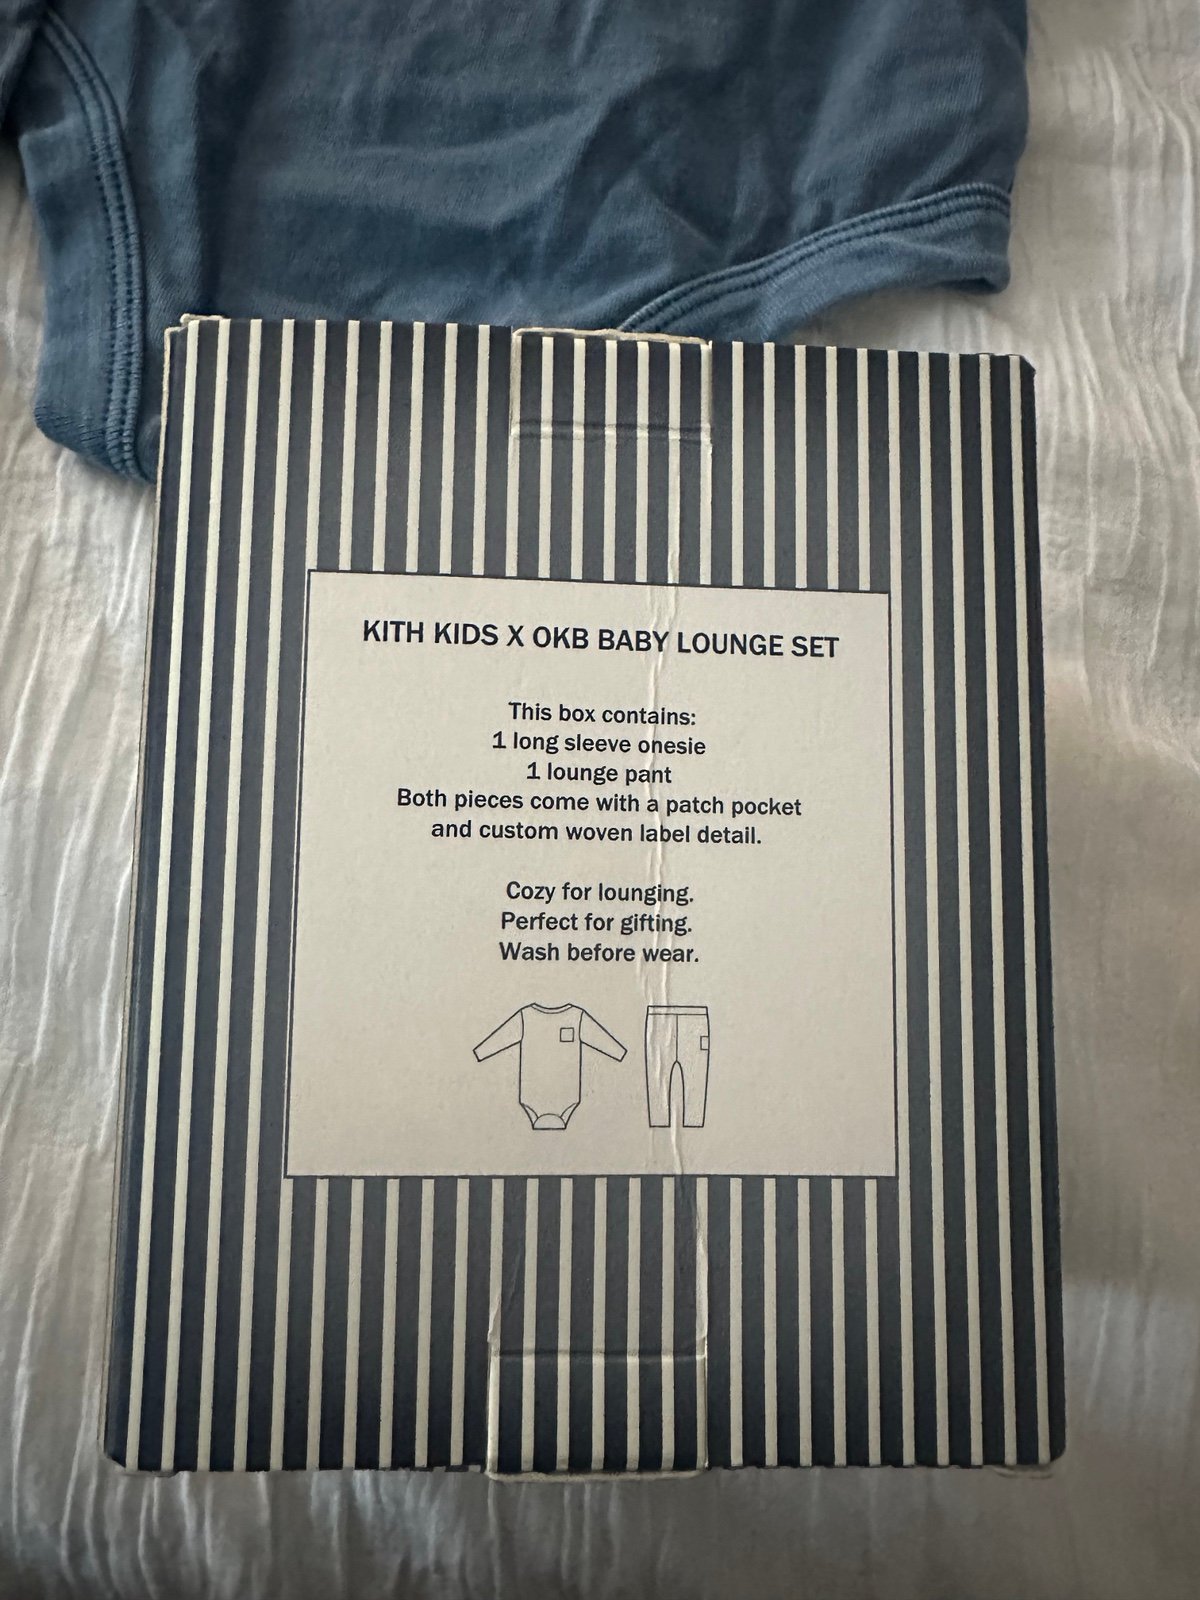 KITH KIDS X OKB BABY LOUNGE SET
This box contains:
1 long sleeve onesie
1 lounge pant
Both pieces come with a patch pocket
and custom woven label detail.
Cozy for lounging.
Perfect for gifting.
Wash before wear.